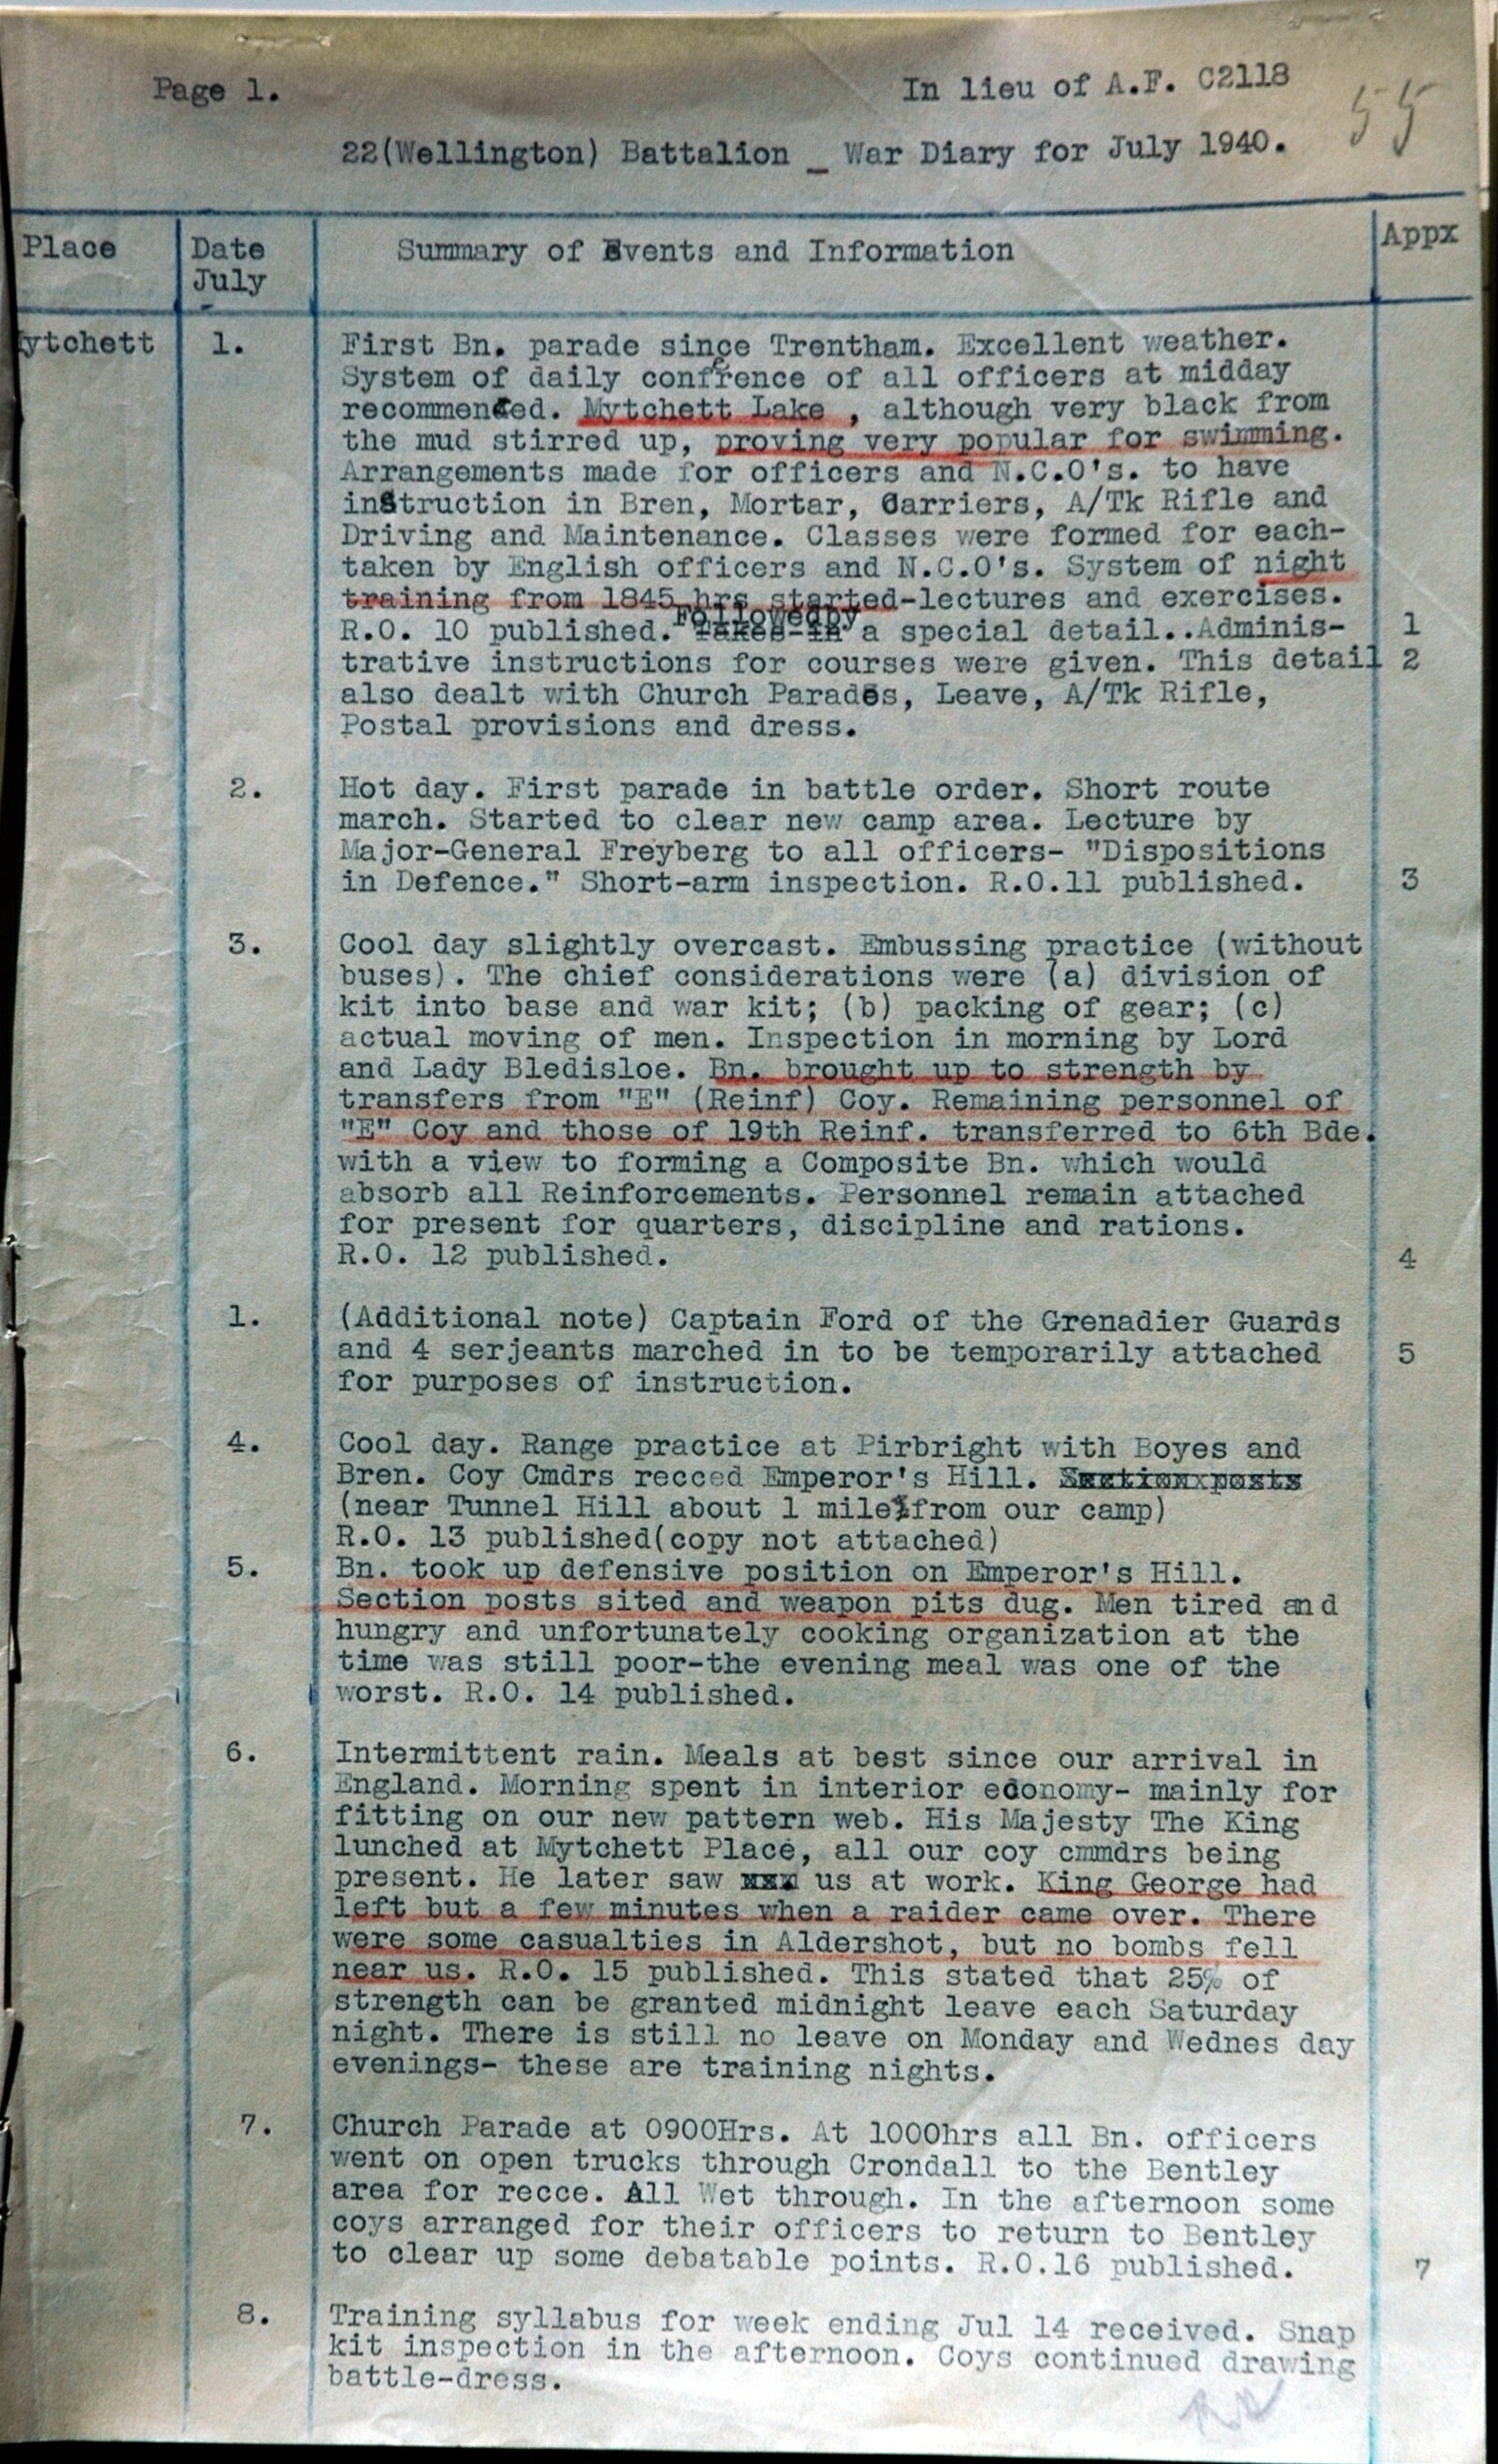 Page 1.
In lieu of A.F. C2118
55
22(Wellington) Battalion _ War Diary for July 1940.
Place
Date
July
Summary of Events and Information
Appx
ytchett
1.
First Bn. parade since Trentham. Excellent weather.
System of daily confrence of all officers at midday
recommended. Mytchett Lake , although very black from
the mud stirred up, proving very popular for swimming.
Arrangements made for officers and N.C.O's. to have
instruction in Bren, Mortar, Carriers, A/Tk Rifle and
Driving and Maintenance. Classes were formed for each-
taken by English officers and N.C.O's. System of night
training from 1845 hrs started-lectures and exercises.
R.O. 10 published. Followedby a special detail..Adminis- 1
trative instructions for courses were given. This detail 2
also dealt with Church Parades, Leave, A/Tk Rifle,
Postal provisions and dress.
2.
Hot day. First parade in battle order. Short route
march. Started to clear new camp area. Lecture by
Major-General Freyberg to all officers- "Dispositions
in Defence." Short-arm inspection. R.O.11 published. 3
3.
Cool day slightly overcast. Embussing practice (without
buses). The chief considerations were (a) division of
kit into base and war kit; (b) packing of gear; (c)
actual moving of men. Inspection in morning by Lord
and Lady Bledisloe. Bn. brought up to strength by
transfers from "E" (Reinf) Coy. Remaining personnel of
"E" Coy and those of 19th Reinf. transferred to 6th Bde.
with a view to forming a Composite Bn. which would
absorb all Reinforcements. Personnel remain attached
for present for quarters, discipline and rations.
R.O. 12 published. 4
1.
(Additional note) Captain Ford of the Grenadier Guards
and 4 serjeants marched in to be temporarily attached 5
for purposes of instruction.
4.
Cool day. Range practice at Pirbright with Boyes and
Bren. Coy Cmdrs recced Emperor's Hill. Section posts
(near Tunnel Hill about 1 mile from our camp)
R.O. 13 published(copy not attached)
5.
Bn. took up defensive position on Emperor's Hill.
Section posts sited and weapon pits dug. Men tired and
hungry and unfortunately cooking organization at the
time was still poor-the evening meal was one of the
worst. R.O. 14 published.
6.
Intermittent rain. Meals at best since our arrival in
England. Morning spent in interior economy- mainly for
fitting on our new pattern web. His Majesty The King
lunched at Mytchett Place, all our coy cmmdrs being
present. He later saw xxx us at work. King George had
left but a few minutes when a raider came over. There
were some casualties in Aldershot, but no bombs fell
near us. R.O. 15 published. This stated that 25% of
strength can be granted midnight leave each Saturday
night. There is still no leave on Monday and Wednes day
evenings- these are training nights.
7.
Church Parade at 0900Hrs. At 1000hrs all Bn. officers
went on open trucks through Crondall to the Bentley
area for recce. All Wet through. In the afternoon some
coys arranged for their officers to return to Bentley
to clear up some debatable points. R.O.16 published. 7
8.
Training syllabus for week ending Jul 14 received. Snap
kit inspection in the afternoon. Coys continued drawing
battle-dress.